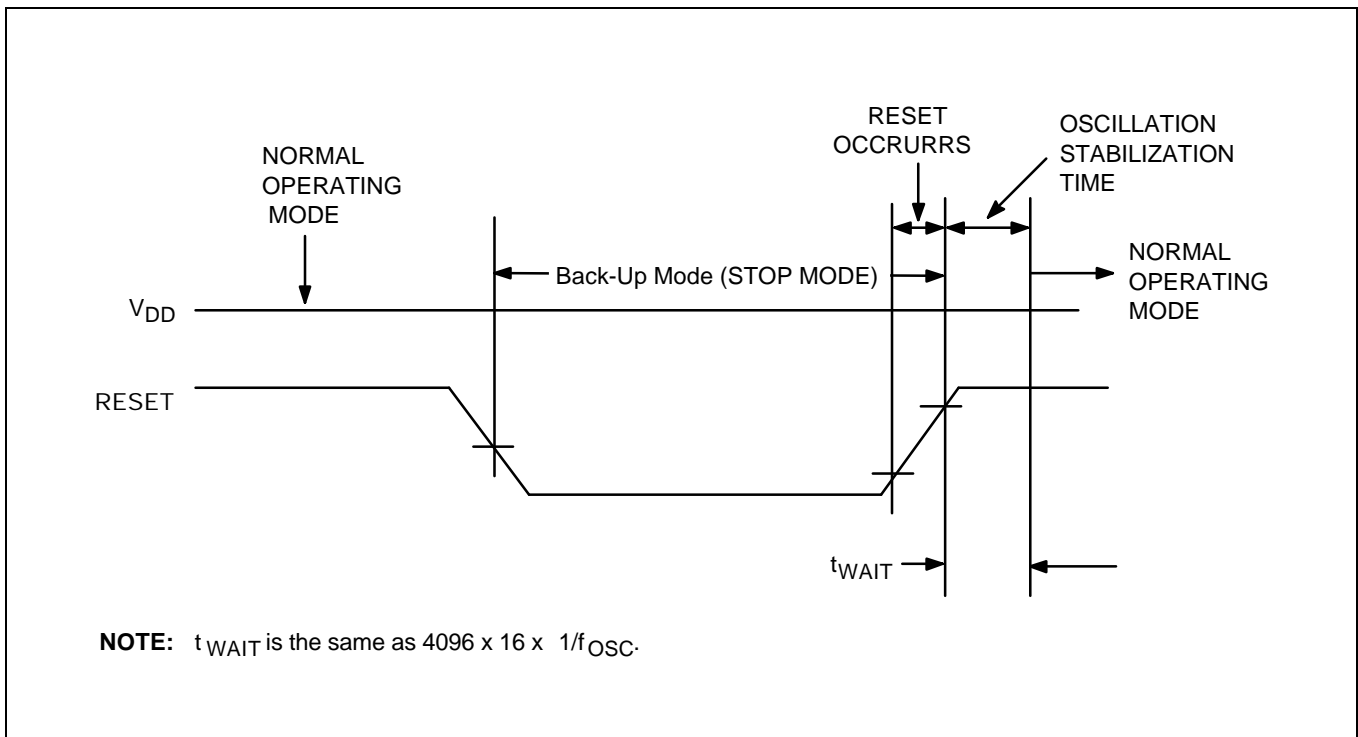 RESET
OCCRURRS
OSCILLATION
STABILIZATION
TIME
NORMAL
OPERATING
MODE
Back-Up Mode (STOP MODE)
NORMAL
OPERATING
MODE
VDD
RESET
tWAIT
NOTE: t WAIT is the same as 4096 x 16 x 1/fOSC.